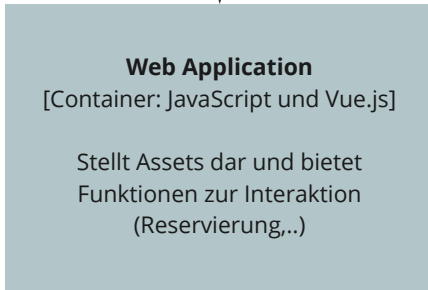 Web Application
[Container: JavaScript und Vue.js]
Stellt Assets dar und bietet
Funktionen zur Interaktion
(Reservierung,..)